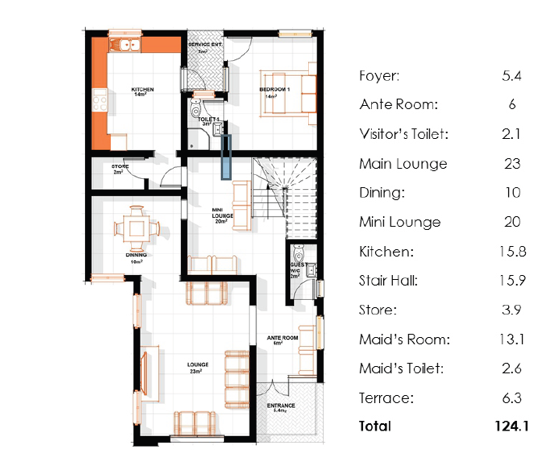 SERVICE ENT.
KITCHEN
14m²
BEDROOM 1
14m²
TOILET 1
3m²
STORE
2m²
MINI
LOUNGE
20m²
DINNING
10m²
GUEST
W/C
2m²
ANTE ROOM
6m²
LOUNGE
23m²
ENTRANCE
5.4m²
Foyer: 5.4
Ante Room: 6
Visitor's Toilet: 2.1
Main Lounge 23
Dining: 10
Mini Lounge 20
Kitchen: 15.8
Stair Hall: 15.9
Store: 3.9
Maid's Room: 13.1
Maid's Toilet: 2.6
Terrace: 6.3
Total 124.1